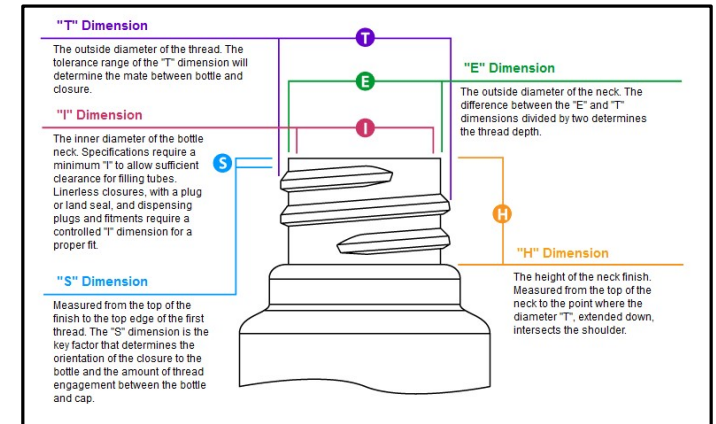 "T" Dimension
The outside diameter of the thread. The
tolerance range of the "T" dimension will
determine the mate between bottle and
closure.
T
"E" Dimension
E
The outside diameter of the neck. The
difference between the "E" and "T"
dimensions divided by two determines
the thread depth.
"I" Dimension
I
The inner diameter of the bottle
neck. Specifications require a
minimum "I" to allow sufficient
clearance for filling tubes.
Linerless closures, with a plug
or land seal, and dispensing
plugs and fitments require a
controlled "I" dimension for a
proper fit.
S
H
"H" Dimension
The height of the neck finish.
Measured from the top of the
neck to the point where the
diameter "T", extended down,
intersects the shoulder.
"S" Dimension
Measured from the top of the
finish to the top edge of the first
thread. The "S" dimension is the
key factor that determines the
orientation of the closure to the
bottle and the amount of thread
engagement between the bottle
and cap.